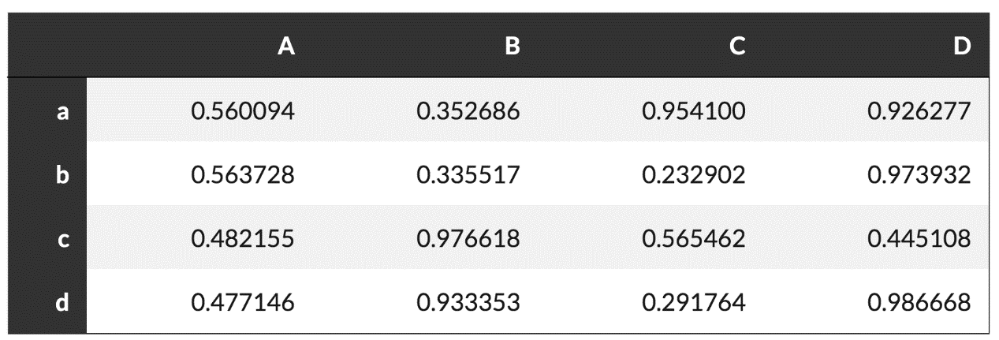 A B C D
a 0.560094 0.352686 0.954100 0.926277
b 0.563728 0.335517 0.232902 0.973932
c 0.482155 0.976618 0.565462 0.445108
d 0.477146 0.933353 0.291764 0.986668